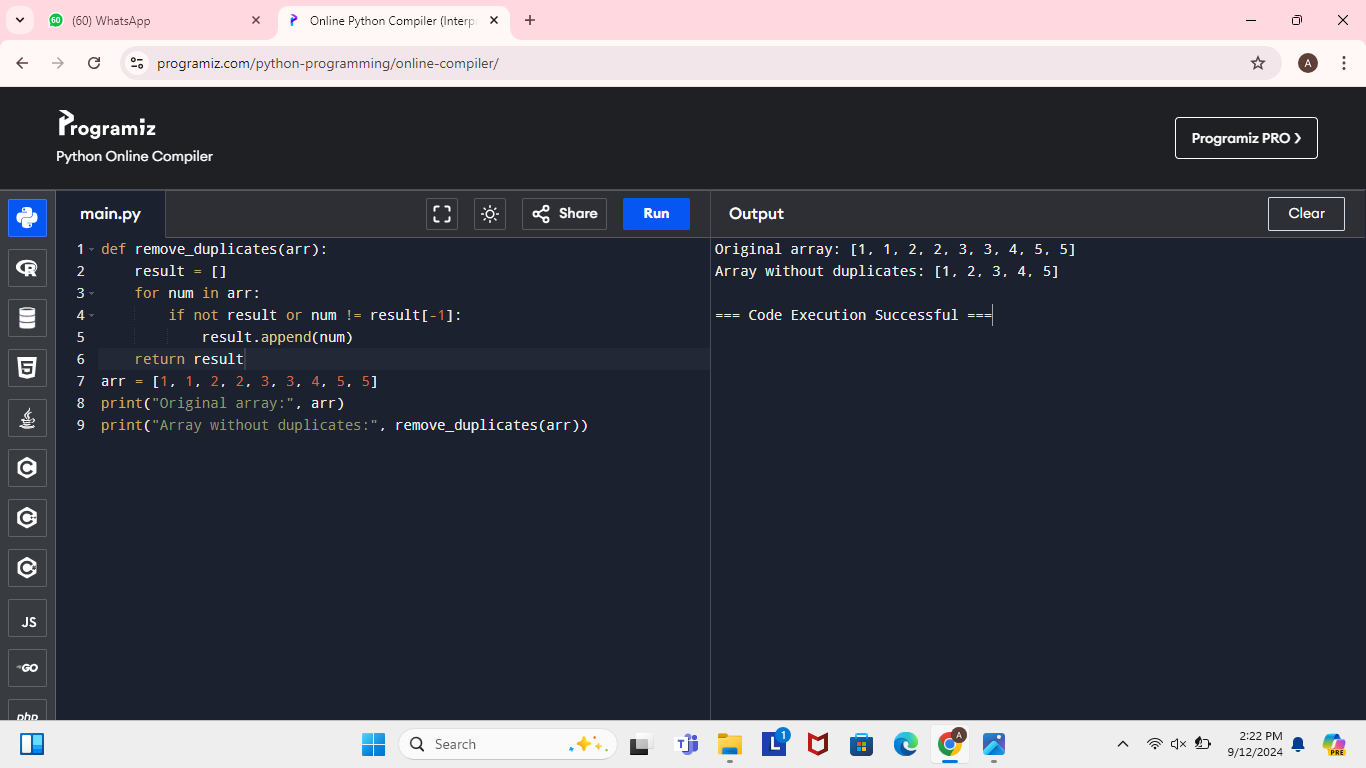 60
(60) WhatsApp
Online Python Compiler (Interp
programiz.com/python-programming/online-compiler/
A
Programiz
Python Online Compiler
Programiz PRO
main.py
Share
Run
Output
Clear
1 def remove_duplicates(arr):
2 result = []
3 for num in arr:
4 if not result or num != result[-1]:
5 result.append(num)
6 return result
7 arr = [1, 1, 2, 2, 3, 3, 4, 5, 5]
8 print("Original array:", arr)
9 print("Array without duplicates:", remove_duplicates(arr))
Original array: [1, 1, 2, 2, 3, 3, 4, 5, 5]
Array without duplicates: [1, 2, 3, 4, 5]
=== Code Execution Successful ===
R
5
C
C
C
JS
GO
php
Search
L
1
A
2:22 PM
9/12/2024
PRE